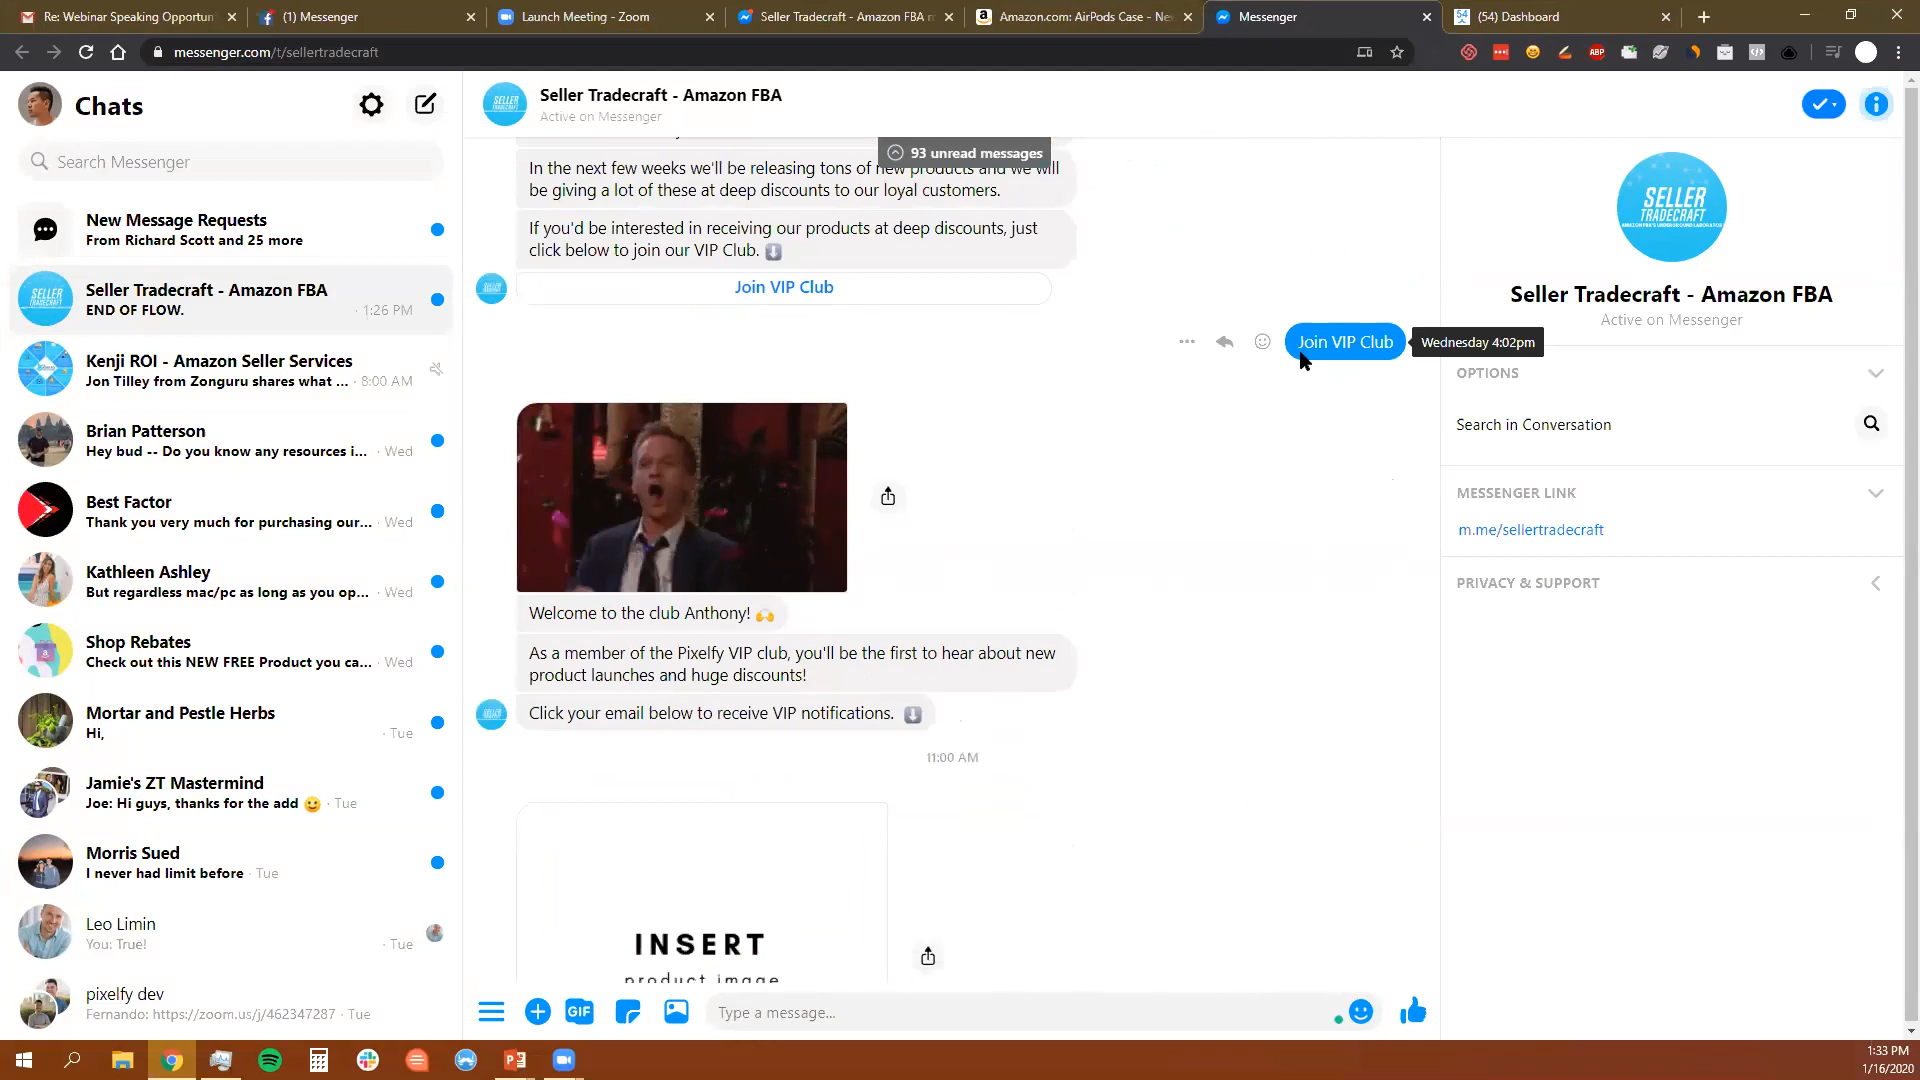 Re: Webinar Speaking Opportun
(1) Messenger
Launch Meeting - Zoom
Seller Tradecraft - Amazon FBA m
Amazon.com: AirPods Case - Ne
Messenger
(54) Dashboard
messenger.com/t/sellertradecraft
ABP
Chats
Search Messenger
New Message Requests
From Richard Scott and 25 more
Seller Tradecraft - Amazon FBA
END OF FLOW. · 1:26 PM
Kenji ROI - Amazon Seller Services
Jon Tilley from Zonguru shares what ... · 8:00 AM
Brian Patterson
Hey bud -- Do you know any resources i... · Wed
Best Factor
Thank you very much for purchasing our... · Wed
Kathleen Ashley
But regardless mac/pc as long as you op... · Wed
Shop Rebates
Check out this NEW FREE Product you ca... · Wed
Mortar and Pestle Herbs
Hi, · Tue
Jamie's ZT Mastermind
Joe: Hi guys, thanks for the add 😉 · Tue
Morris Sued
I never had limit before · Tue
Leo Limin
You: True! · Tue
pixelfy dev
Fernando: https://zoom.us/j/462347287 · Tue
SELLER
TRADECRAFT
Seller Tradecraft - Amazon FBA
Active on Messenger
93 unread messages
In the next few weeks we'll be releasing tons of new products and we will
be giving a lot of these at deep discounts to our loyal customers.
If you'd be interested in receiving our products at deep discounts, just
click below to join our VIP Club. ⬇️
Join VIP Club
Join VIP Club
Wednesday 4:02pm
Welcome to the club Anthony! 🙌
As a member of the Pixelfy VIP club, you'll be the first to hear about new
product launches and huge discounts!
Click your email below to receive VIP notifications. ⬇️
11:00 AM
INSERT
product image
GIF
Type a message...
SELLER
TRADECRAFT
Seller Tradecraft - Amazon FBA
Active on Messenger
OPTIONS
Search in Conversation
MESSENGER LINK
m.me/sellertradecraft
PRIVACY & SUPPORT
1:33 PM
1/16/2020